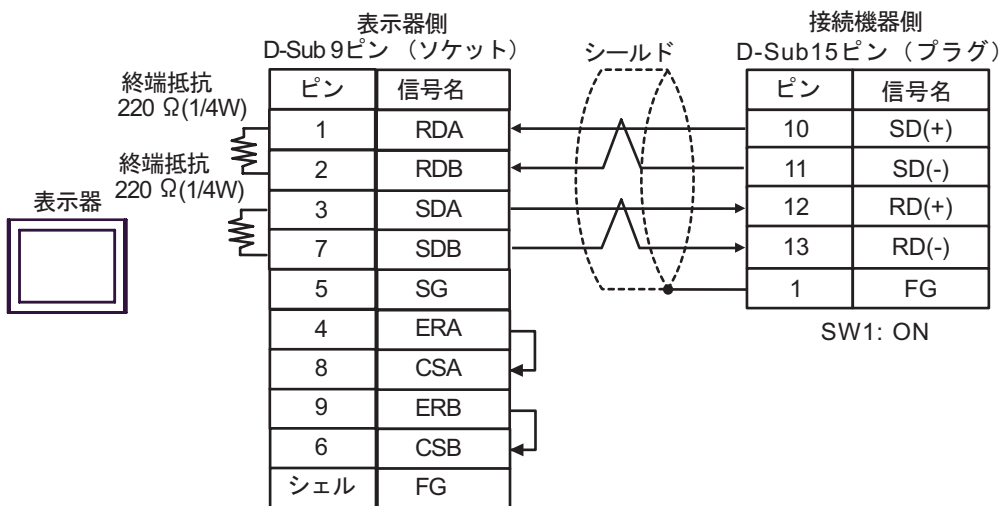 表示器側
D-Sub 9ピン （ソケット）
シールド
接続機器側
D-Sub15ピン（プラグ）
終端抵抗
220 Ω(1/4W)
終端抵抗
220 Ω(1/4W)
表示器
ピン 信号名
1 RDA
2 RDB
3 SDA
7 SDB
5 SG
4 ERA
8 CSA
9 ERB
6 CSB
シェル FG
ピン 信号名
10 SD(+)
11 SD(-)
12 RD(+)
13 RD(-)
1 FG
SW1: ON